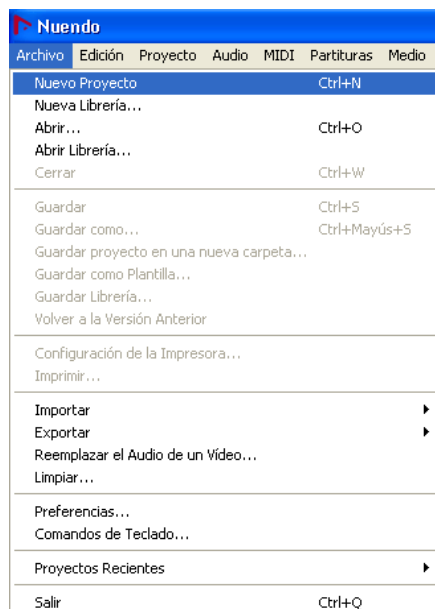 Nuendo
Archivo Edición Proyecto Audio MIDI Partituras Medio
Nuevo Proyecto Ctrl+N
Nueva Librería...
Abrir... Ctrl+O
Abrir Librería...
Cerrar Ctrl+W
Guardar Ctrl+S
Guardar como... Ctrl+Mayús+S
Guardar proyecto en una nueva carpeta...
Guardar como Plantilla...
Guardar Librería...
Volver a la Versión Anterior
Configuración de la Impresora...
Imprimir...
Importar
Exportar
Reemplazar el Audio de un Vídeo...
Limpiar...
Preferencias...
Comandos de Teclado...
Proyectos Recientes
Salir Ctrl+Q